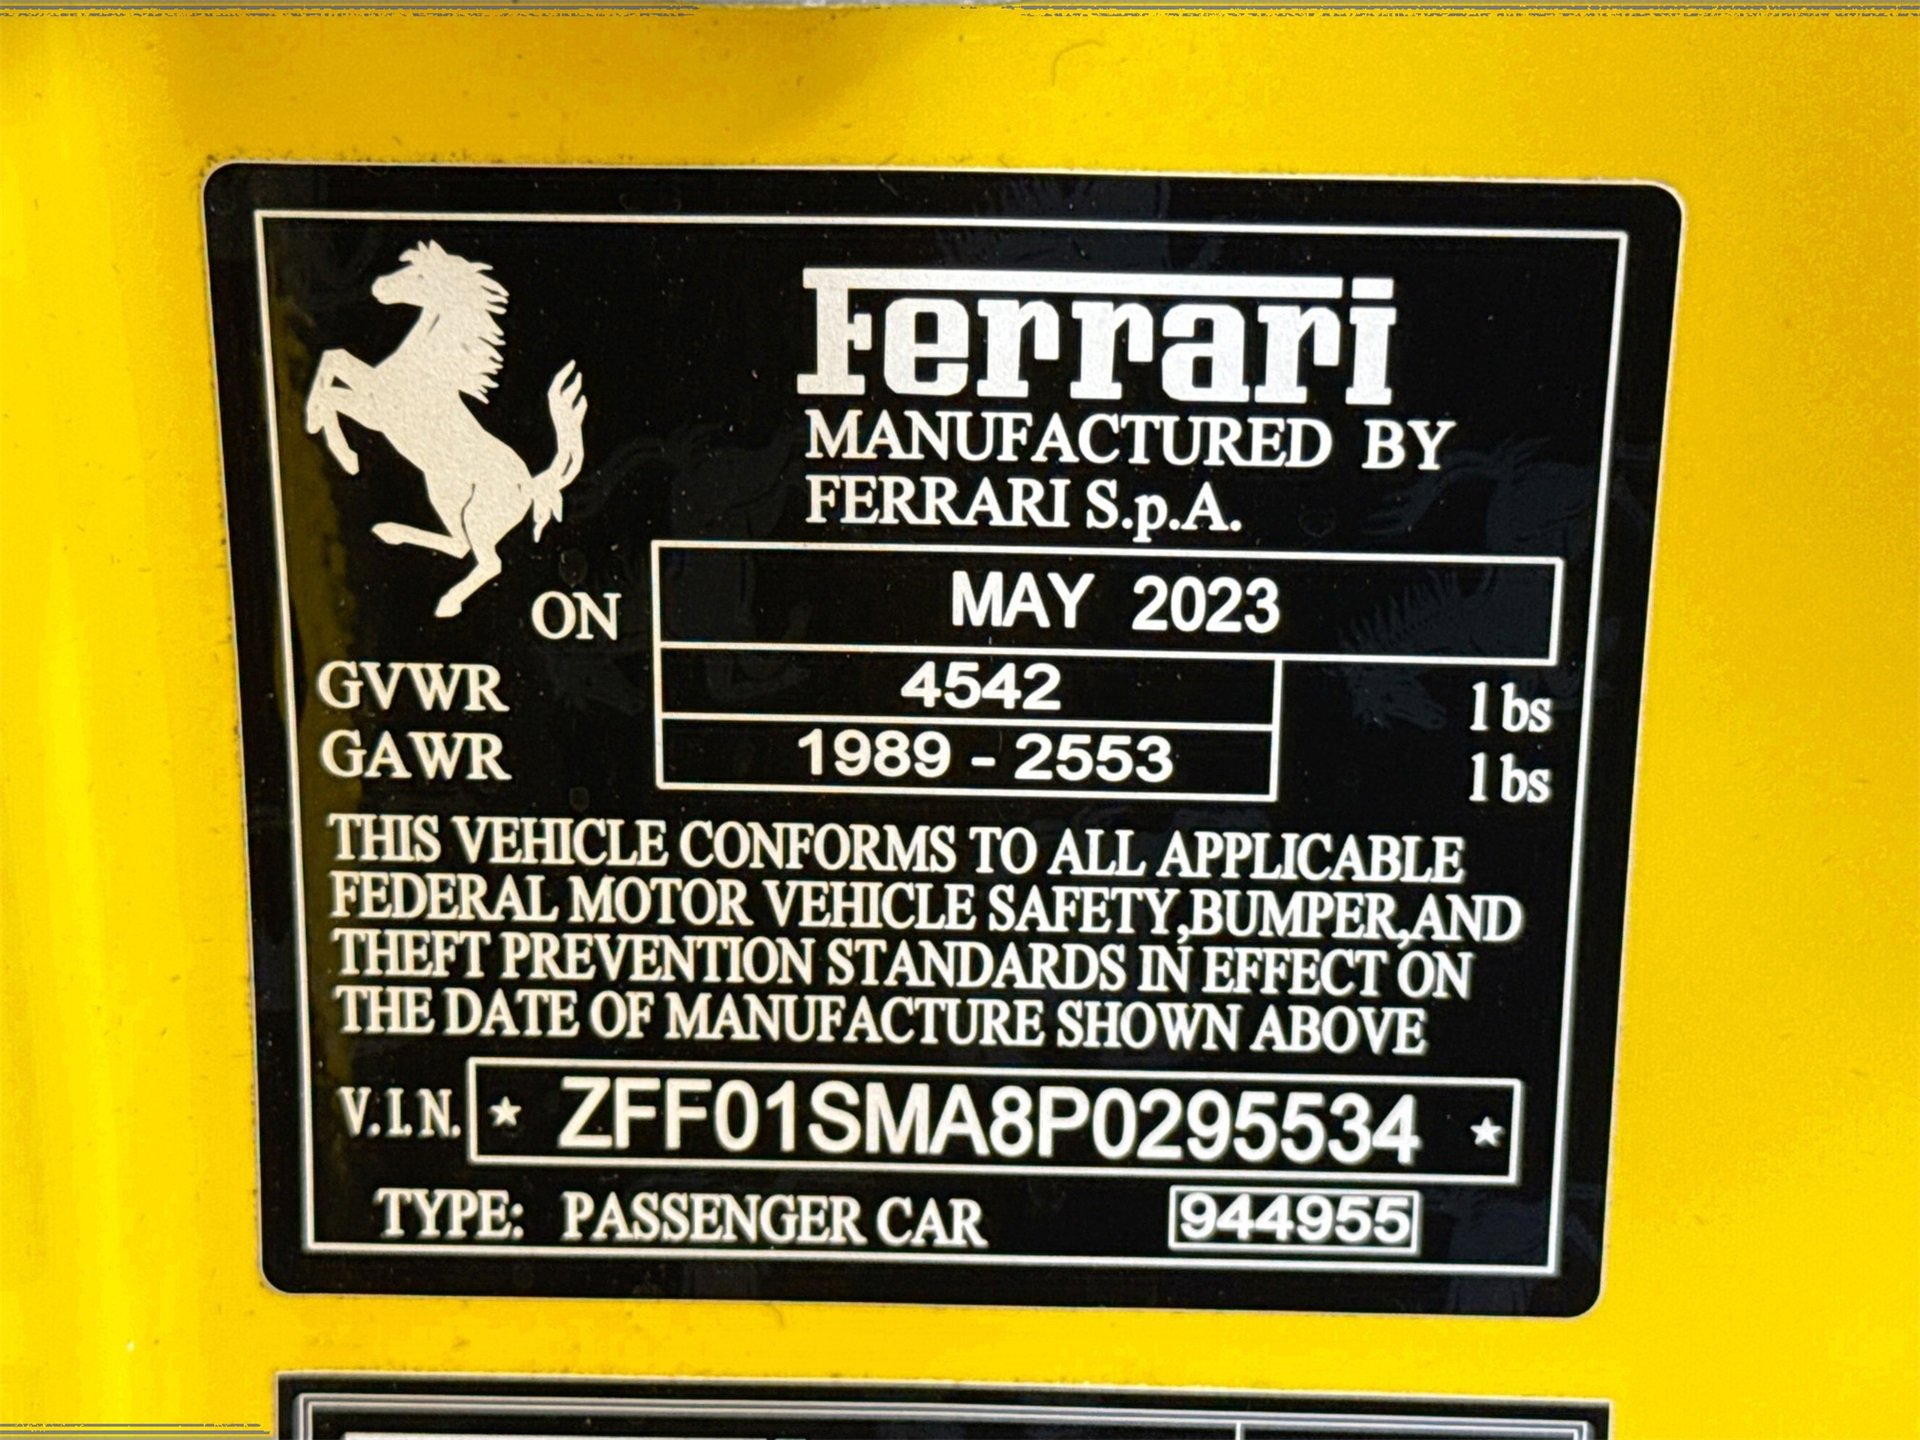 Ferrari
MANUFACTURED BY
FERRARI S.p.A.
ON MAY 2023
GVWR 4542 lbs
GAWR 1989 - 2553 lbs
THIS VEHICLE CONFORMS TO ALL APPLICABLE
FEDERAL MOTOR VEHICLE SAFETY,BUMPER,AND
THEFT PREVENTION STANDARDS IN EFFECT ON
THE DATE OF MANUFACTURE SHOWN ABOVE
V.I.N. ★ ZFF01SMA8P0295534 ★
TYPE: PASSENGER CAR 944955